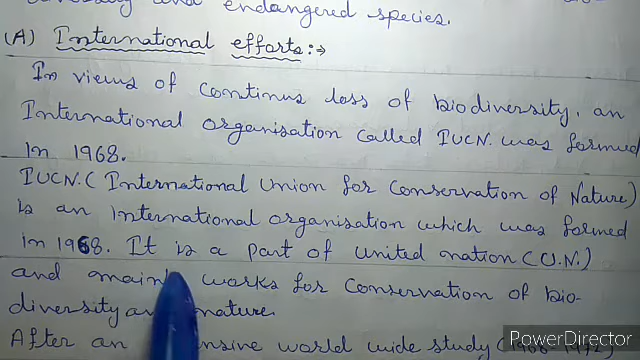 and endangered species.
(A) International efforts:→
In views of continus loss of biodiversity. an
International organisation called IUCN. was formed
in 1968.
IUCN. (International Union for Conservation of Nature)
is an international organisation which was formed
in 1968. It is a part of united nation (U.N.)
and works for conservation of bio-
diversity nature.
After an world wide study
PowerDirector